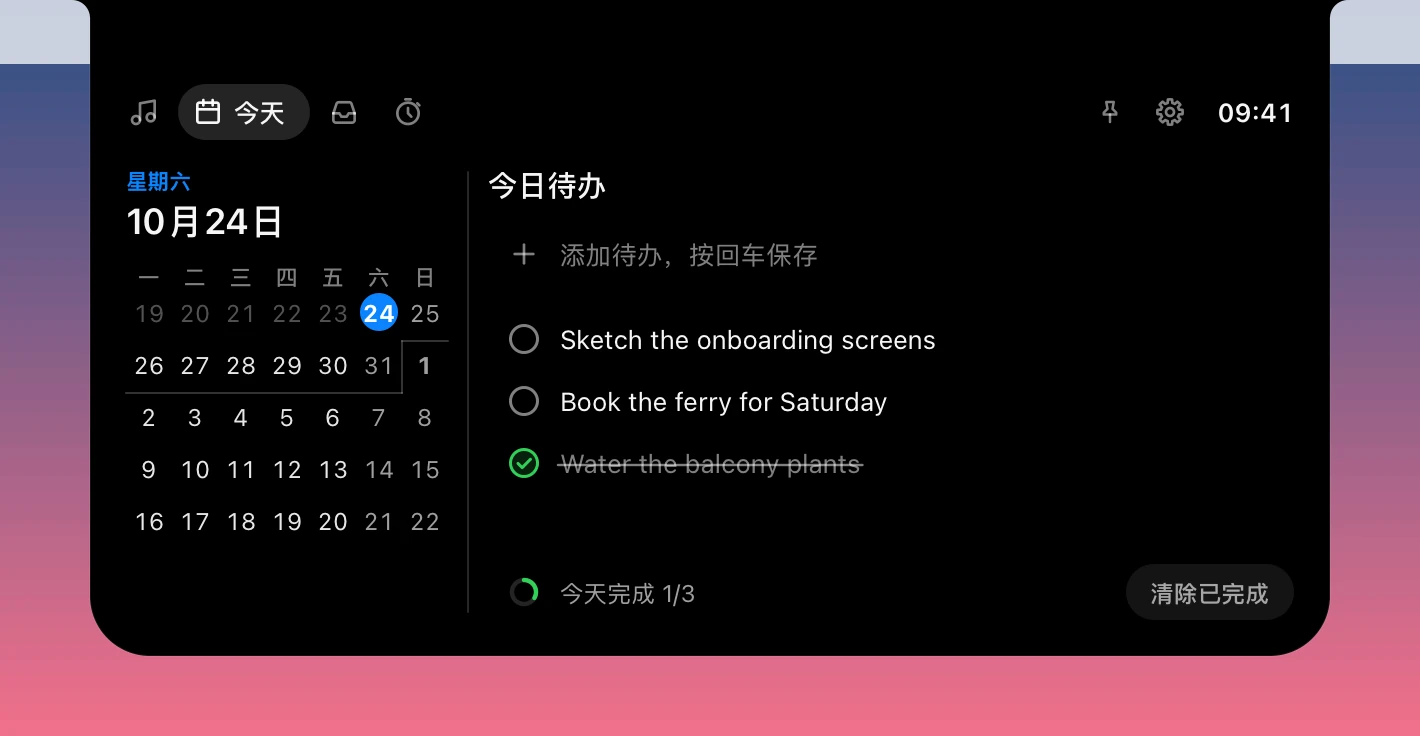 今天
09:41
星期六
10月24日
一 二 三 四 五 六 日
19 20 21 22 23 24 25
26 27 28 29 30 31 1
2 3 4 5 6 7 8
9 10 11 12 13 14 15
16 17 18 19 20 21 22
今日待办
添加待办，按回车保存
Sketch the onboarding screens
Book the ferry for Saturday
Water the balcony plants
今天完成 1/3
清除已完成